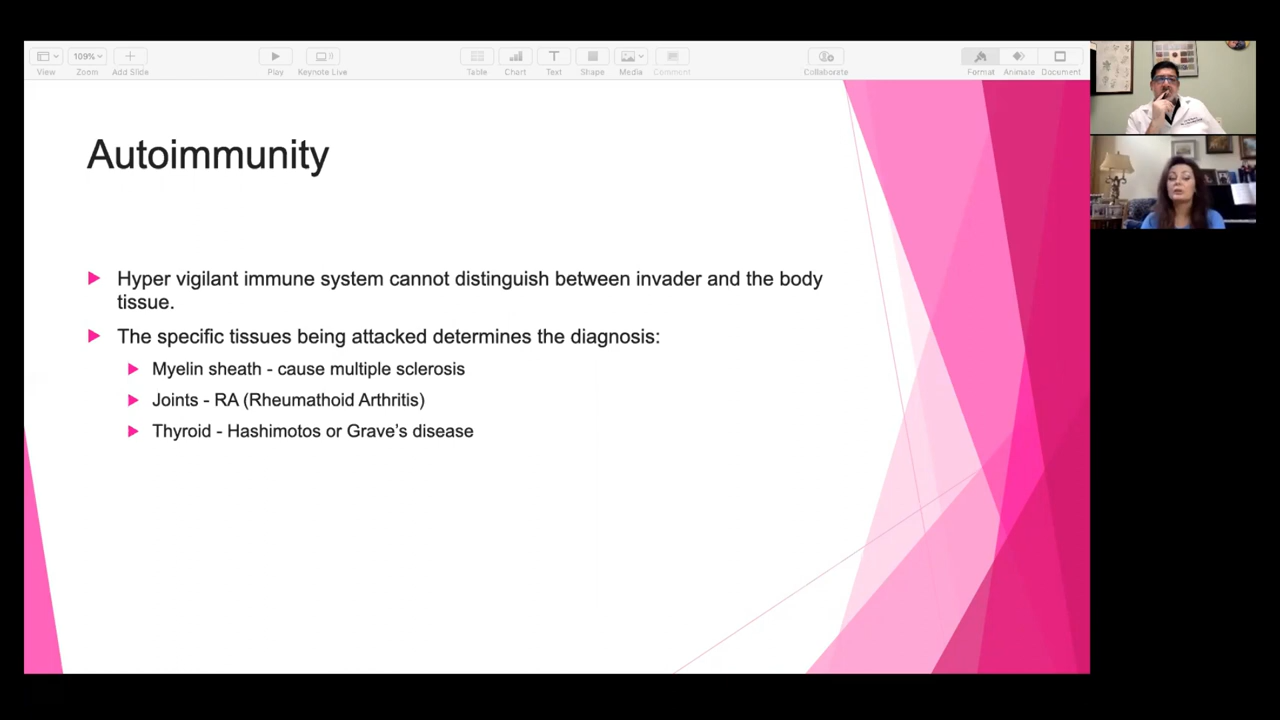 109%
View
Zoom
Add Slide
Play
Keynote Live
Table
Chart
Text
Shape
Media
Comment
Collaborate
Format
Animate
Document
Autoimmunity
Hyper vigilant immune system cannot distinguish between invader and the body
tissue.
The specific tissues being attacked determines the diagnosis:
Myelin sheath - cause multiple sclerosis
Joints - RA (Rheumathoid Arthritis)
Thyroid - Hashimotos or Grave's disease